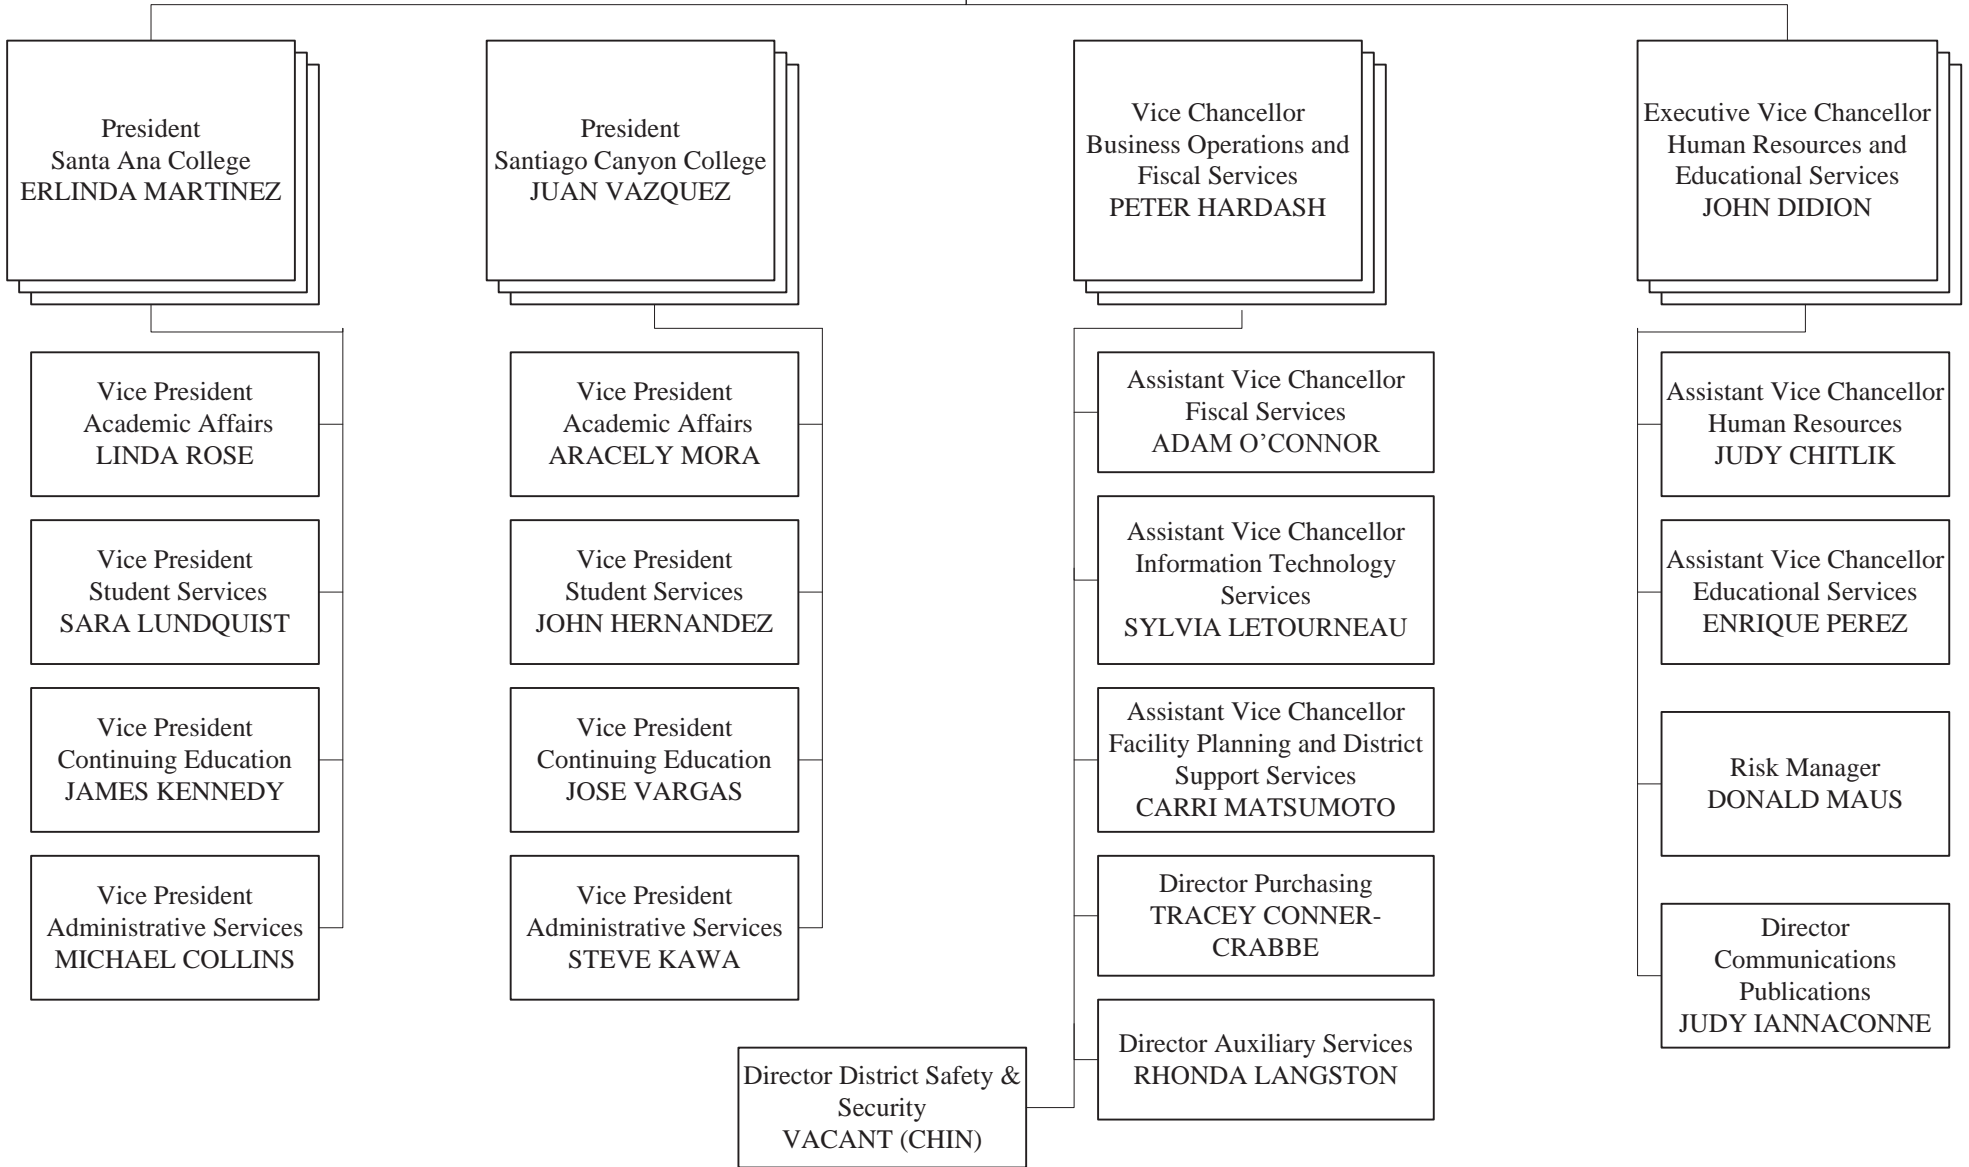 President
Santa Ana College
ERLINDA MARTINEZ
President
Santiago Canyon College
JUAN VAZQUEZ
Vice Chancellor
Business Operations and
Fiscal Services
PETER HARDASH
Executive Vice Chancellor
Human Resources and
Educational Services
JOHN DIDION
Vice President
Academic Affairs
LINDA ROSE
Vice President
Student Services
SARA LUNDQUIST
Vice President
Continuing Education
JAMES KENNEDY
Vice President
Administrative Services
MICHAEL COLLINS
Vice President
Academic Affairs
ARACELY MORA
Vice President
Student Services
JOHN HERNANDEZ
Vice President
Continuing Education
JOSE VARGAS
Vice President
Administrative Services
STEVE KAWA
Assistant Vice Chancellor
Fiscal Services
ADAM O’CONNOR
Assistant Vice Chancellor
Information Technology
Services
SYLVIA LETOURNEAU
Assistant Vice Chancellor
Facility Planning and District
Support Services
CARRI MATSUMOTO
Director Purchasing
TRACEY CONNER-
CRABBE
Director Auxiliary Services
RHONDA LANGSTON
Director District Safety &
Security
VACANT (CHIN)
Assistant Vice Chancellor
Human Resources
JUDY CHITLIK
Assistant Vice Chancellor
Educational Services
ENRIQUE PEREZ
Risk Manager
DONALD MAUS
Director
Communications
Publications
JUDY IANNACONNE